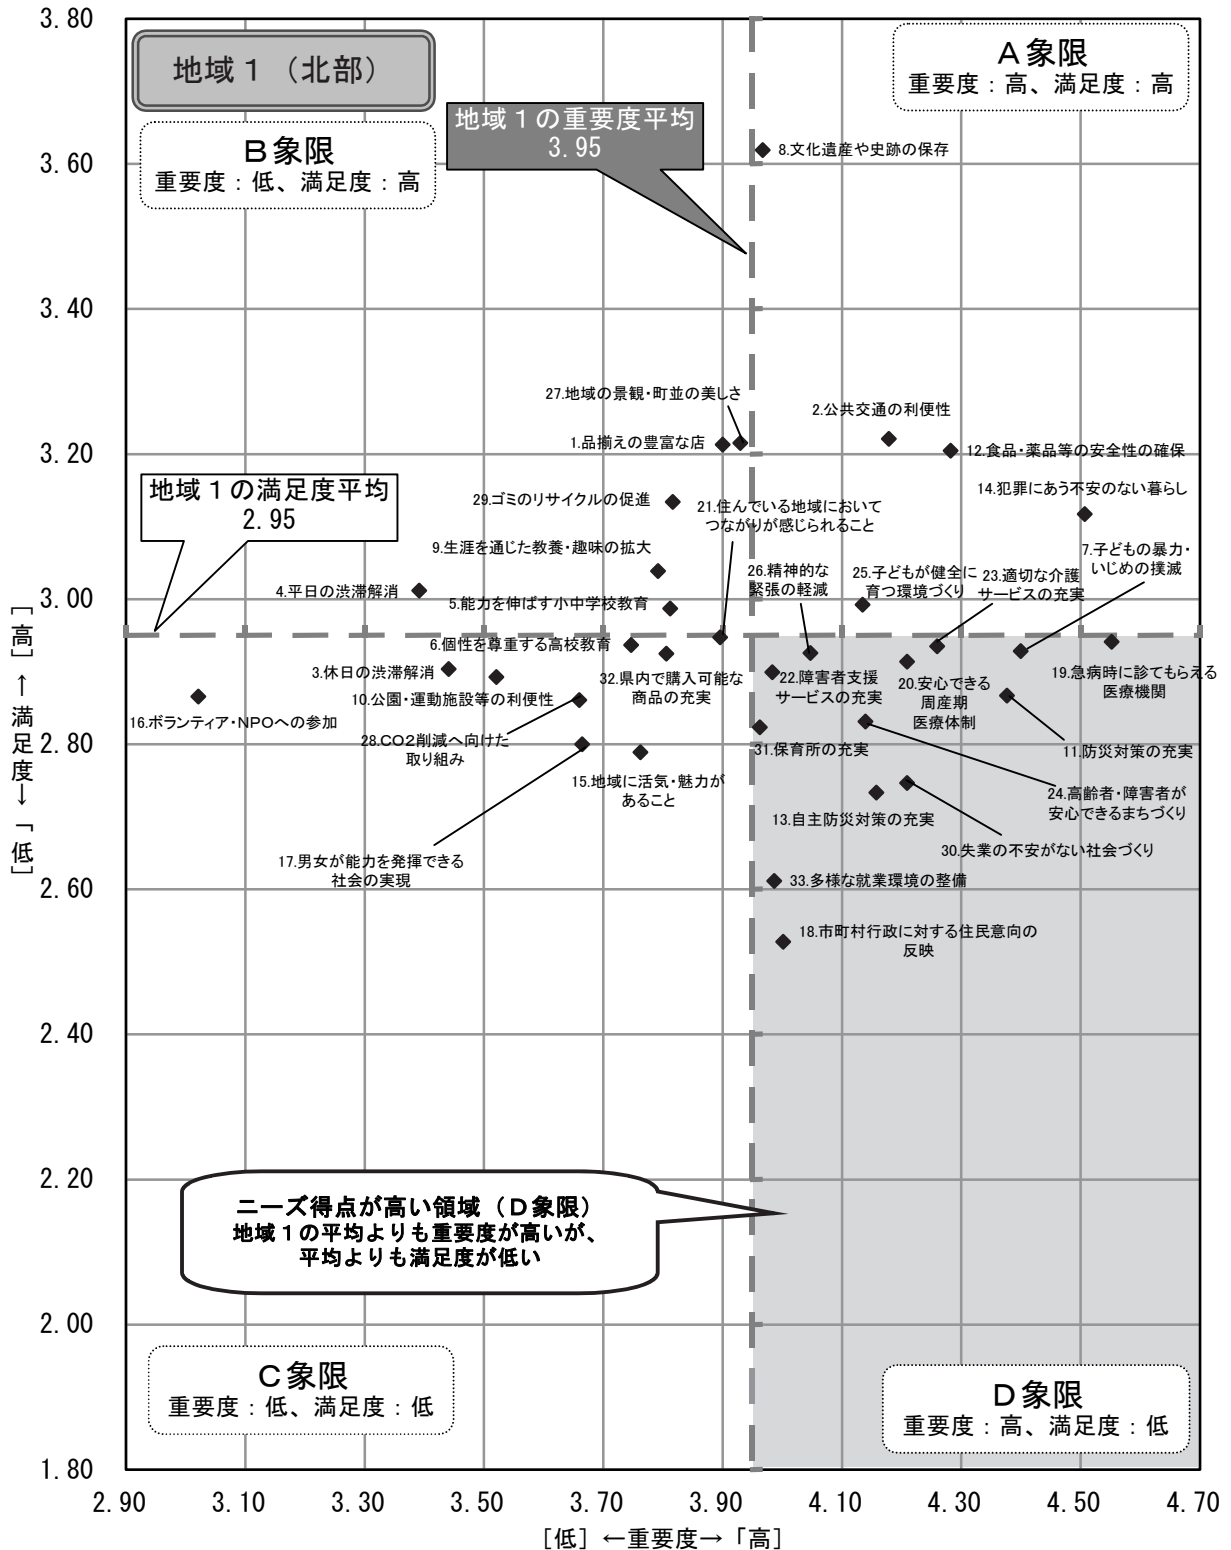 地域１（北部）
A象限
重要度：高、満足度：高
B象限
重要度：低、満足度：高
地域１の重要度平均
3.95
8.文化遺産や史跡の保存
27.地域の景観・町並の美しさ
1.品揃えの豊富な店
2.公共交通の利便性
12.食品・薬品等の安全性の確保
14.犯罪にあう不安のない暮らし
地域１の満足度平均
2.95
29.ゴミのリサイクルの促進
21.住んでいる地域において
つながりが感じられること
9.生涯を通じた教養・趣味の拡大
7.子どもの暴力・
いじめの撲滅
26.精神的な
緊張の軽減
25.子どもが健全に
育つ環境づくり
23.適切な介護
サービスの充実
4.平日の渋滞解消
5.能力を伸ばす小中学校教育
6.個性を尊重する高校教育
3.休日の渋滞解消
32.県内で購入可能な
商品の充実
22.障害者支援
サービスの充実
20.安心できる
周産期
医療体制
19.急病時に診てもらえる
医療機関
10.公園・運動施設等の利便性
16.ボランティア・NPOへの参加
28.CO2削減へ向けた
取り組み
31.保育所の充実
11.防災対策の充実
15.地域に活気・魅力が
あること
13.自主防災対策の充実
24.高齢者・障害者が
安心できるまちづくり
30.失業の不安がない社会づくり
17.男女が能力を発揮できる
社会の実現
33.多様な就業環境の整備
18.市町村行政に対する住民意向の
反映
ニーズ得点が高い領域（D象限）
地域１の平均よりも重要度が高いが、
平均よりも満足度が低い
C象限
重要度：低、満足度：低
D象限
重要度：高、満足度：低
3.80
3.60
3.40
3.20
3.00
2.80
2.60
2.40
2.20
2.00
1.80
2.90 3.10 3.30 3.50 3.70 3.90 4.10 4.30 4.50 4.70
［低］←重要度→「高］
［高］←満足度→「低］